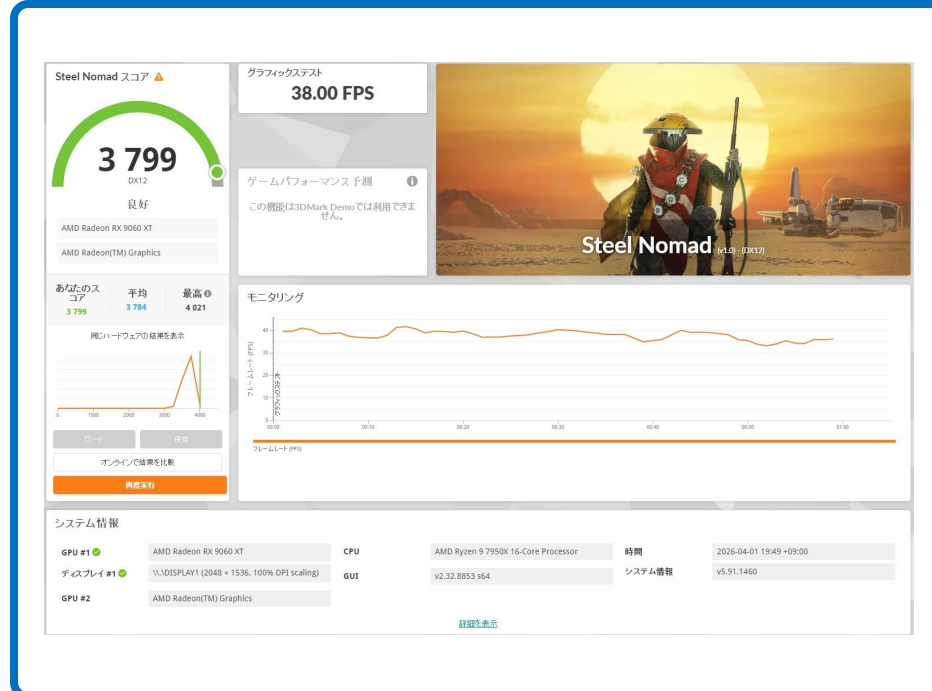 Steel Nomad スコア
3 799
DX12
良好
AMD Radeon RX 9060 XT
AMD Radeon(TM) Graphics
あなたのスコア
3 799
平均
3 784
最高
4 021
同じハードウェアの結果を表示
0 1000 2000 3000 4000
ロード
保存
オンラインで結果を比較
再度実行
グラフィックステスト
38.00 FPS
ゲームパフォーマンス予測
この機能は3DMark Demoでは利用できません。
Steel Nomad (v1.0) - (DX12)
モニタリング
フレームレート (FPS)
40
30
20
10
0
グラフィックステスト
00:00 00:10 00:20 00:30 00:40 00:50 01:00
フレームレート (FPS)
システム情報
GPU #1 AMD Radeon RX 9060 XT
ディスプレイ #1 \\.\DISPLAY1 (2048 × 1536, 100% DPI scaling)
GPU #2 AMD Radeon(TM) Graphics
CPU AMD Ryzen 9 7950X 16-Core Processor
GUI v2.32.8853 s64
時間 2026-04-01 19:49 +09:00
システム情報 v5.91.1460
詳細を表示